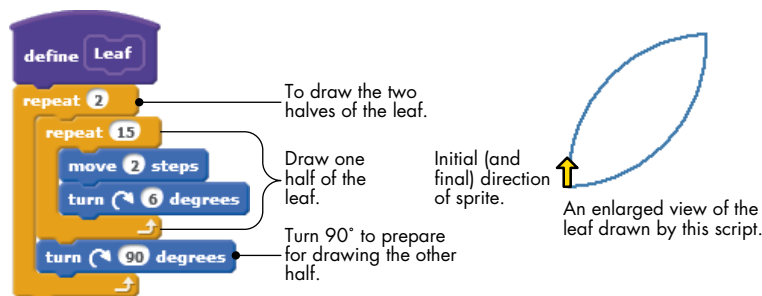 define Leaf
repeat 2
repeat 15
move 2 steps
turn 6 degrees
turn 90 degrees
To draw the two
halves of the leaf.
Draw one
half of the
leaf.
Turn 90˚ to prepare
for drawing the other
half.
Initial (and
final) direction
of sprite.
An enlarged view of the
leaf drawn by this script.